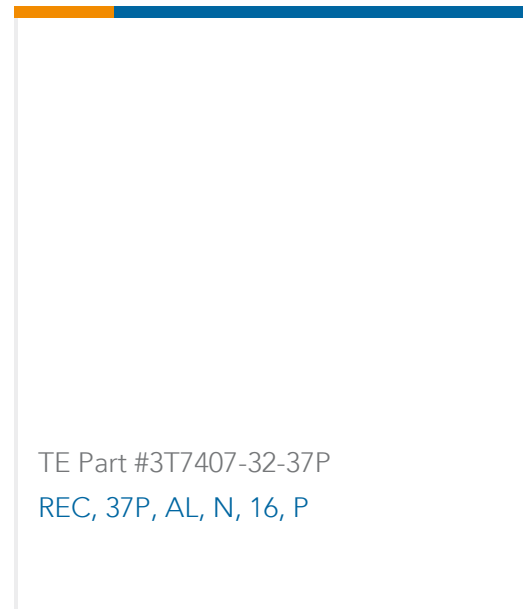 TE Part #3T7407-32-37P
REC, 37P, AL, N, 16, P